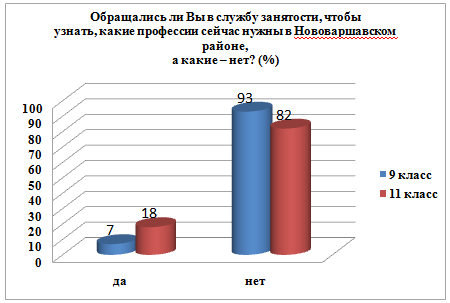 Обращались ли Вы в службу занятости, чтобы
узнать, какие профессии сейчас нужны в Нововаршавском
районе,
а какие – нет? (%)
100
90
80
70
60
50
40
30
20
10
0
7
18
93
82
да
нет
9 класс
11 класс